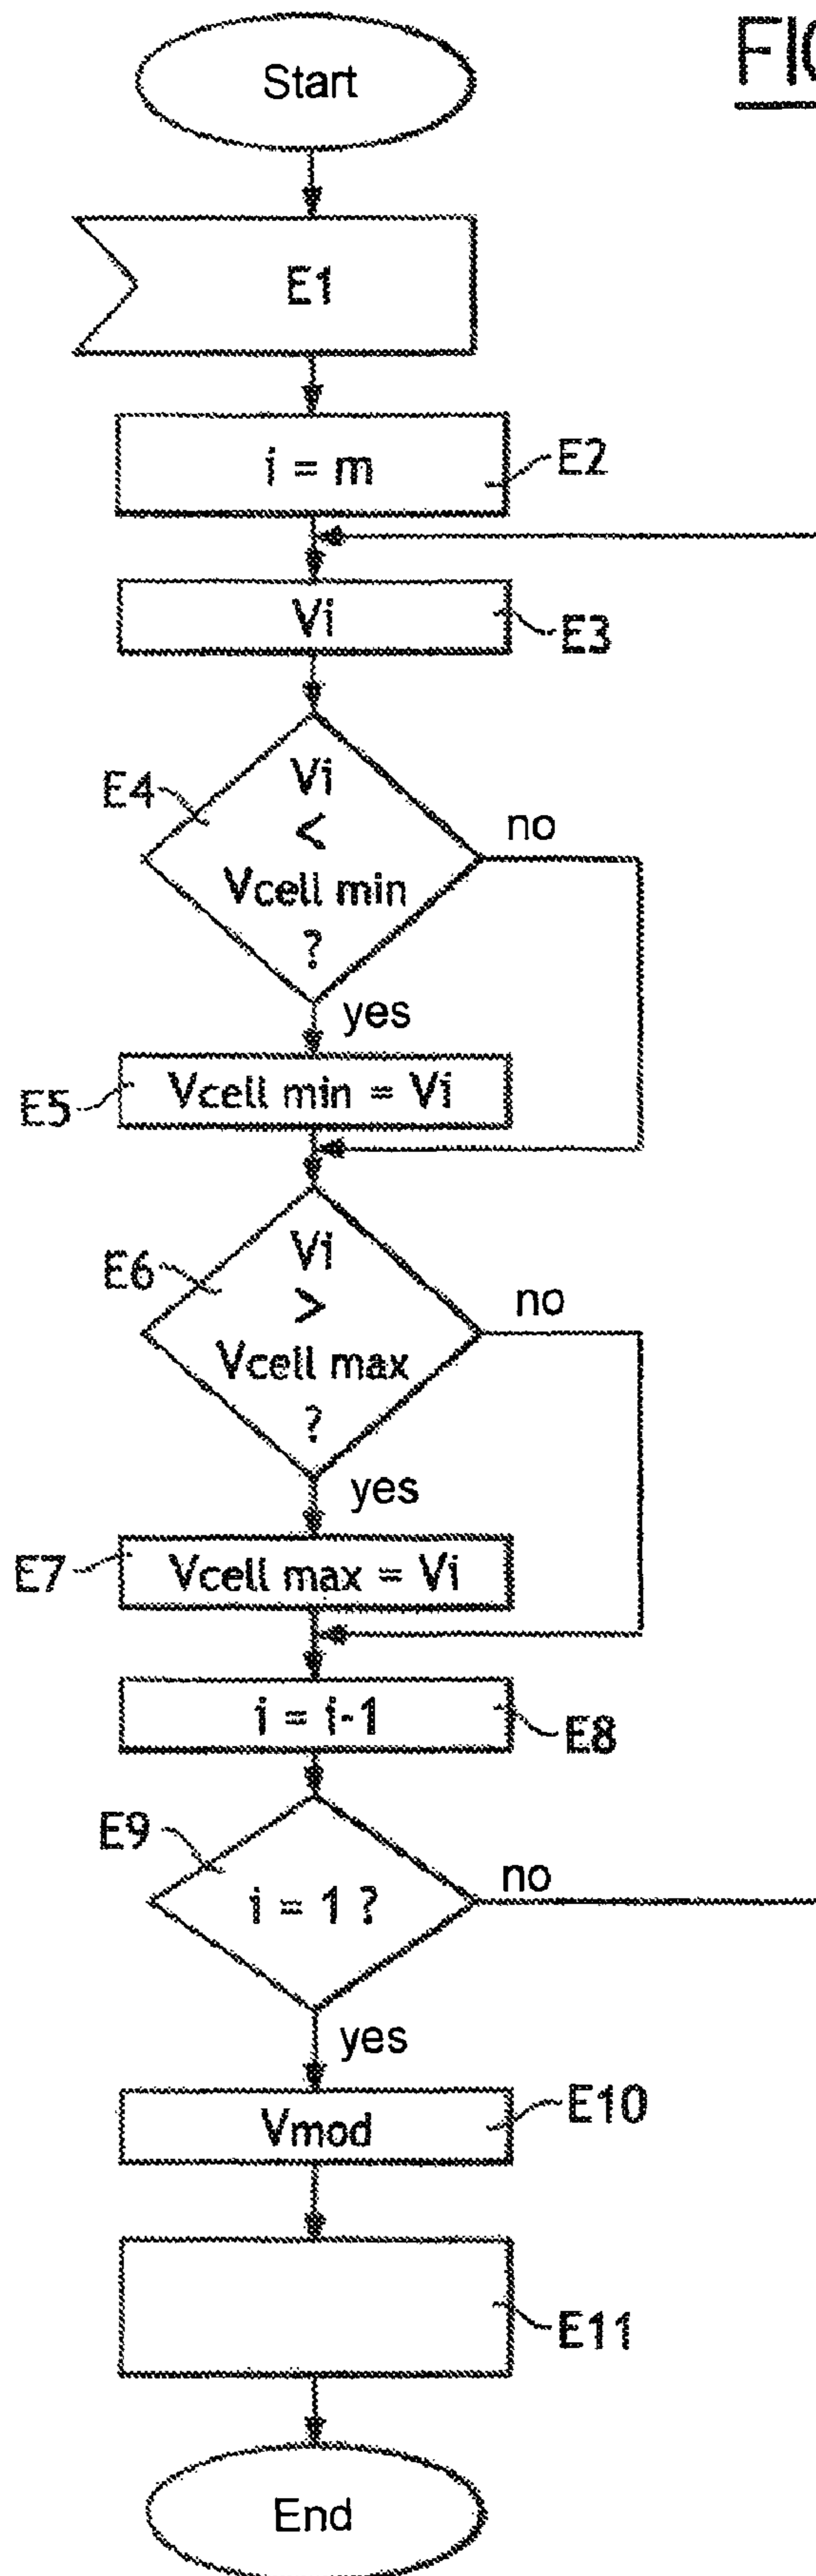 FIG
Start
E1
i = m
E2
Vi
E3
E4
Vi
<
Vcell min
?
no
yes
E5
Vcell min = Vi
E6
Vi
>
Vcell max
?
no
yes
E7
Vcell max = Vi
i = i-1
E8
E9
i = 1 ?
no
yes
Vmod
E10
E11
End